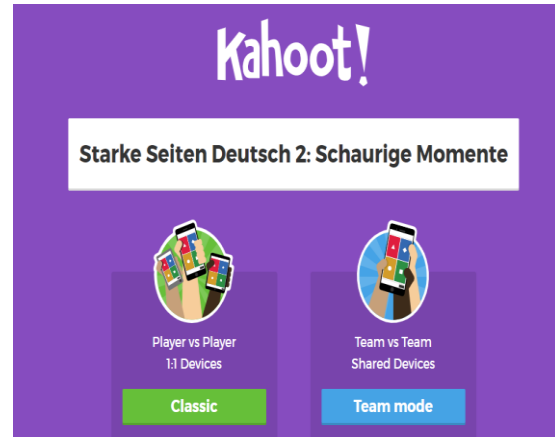 Kahoot!
Starke Seiten Deutsch 2: Schaurige Momente
Player vs Player
1:1 Devices
Classic
Team vs Team
Shared Devices
Team mode